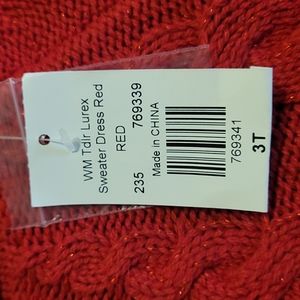 WM Tdlr Lurex
Sweater Dress Red
RED
235 769339
Made in CHINA
769341
3T